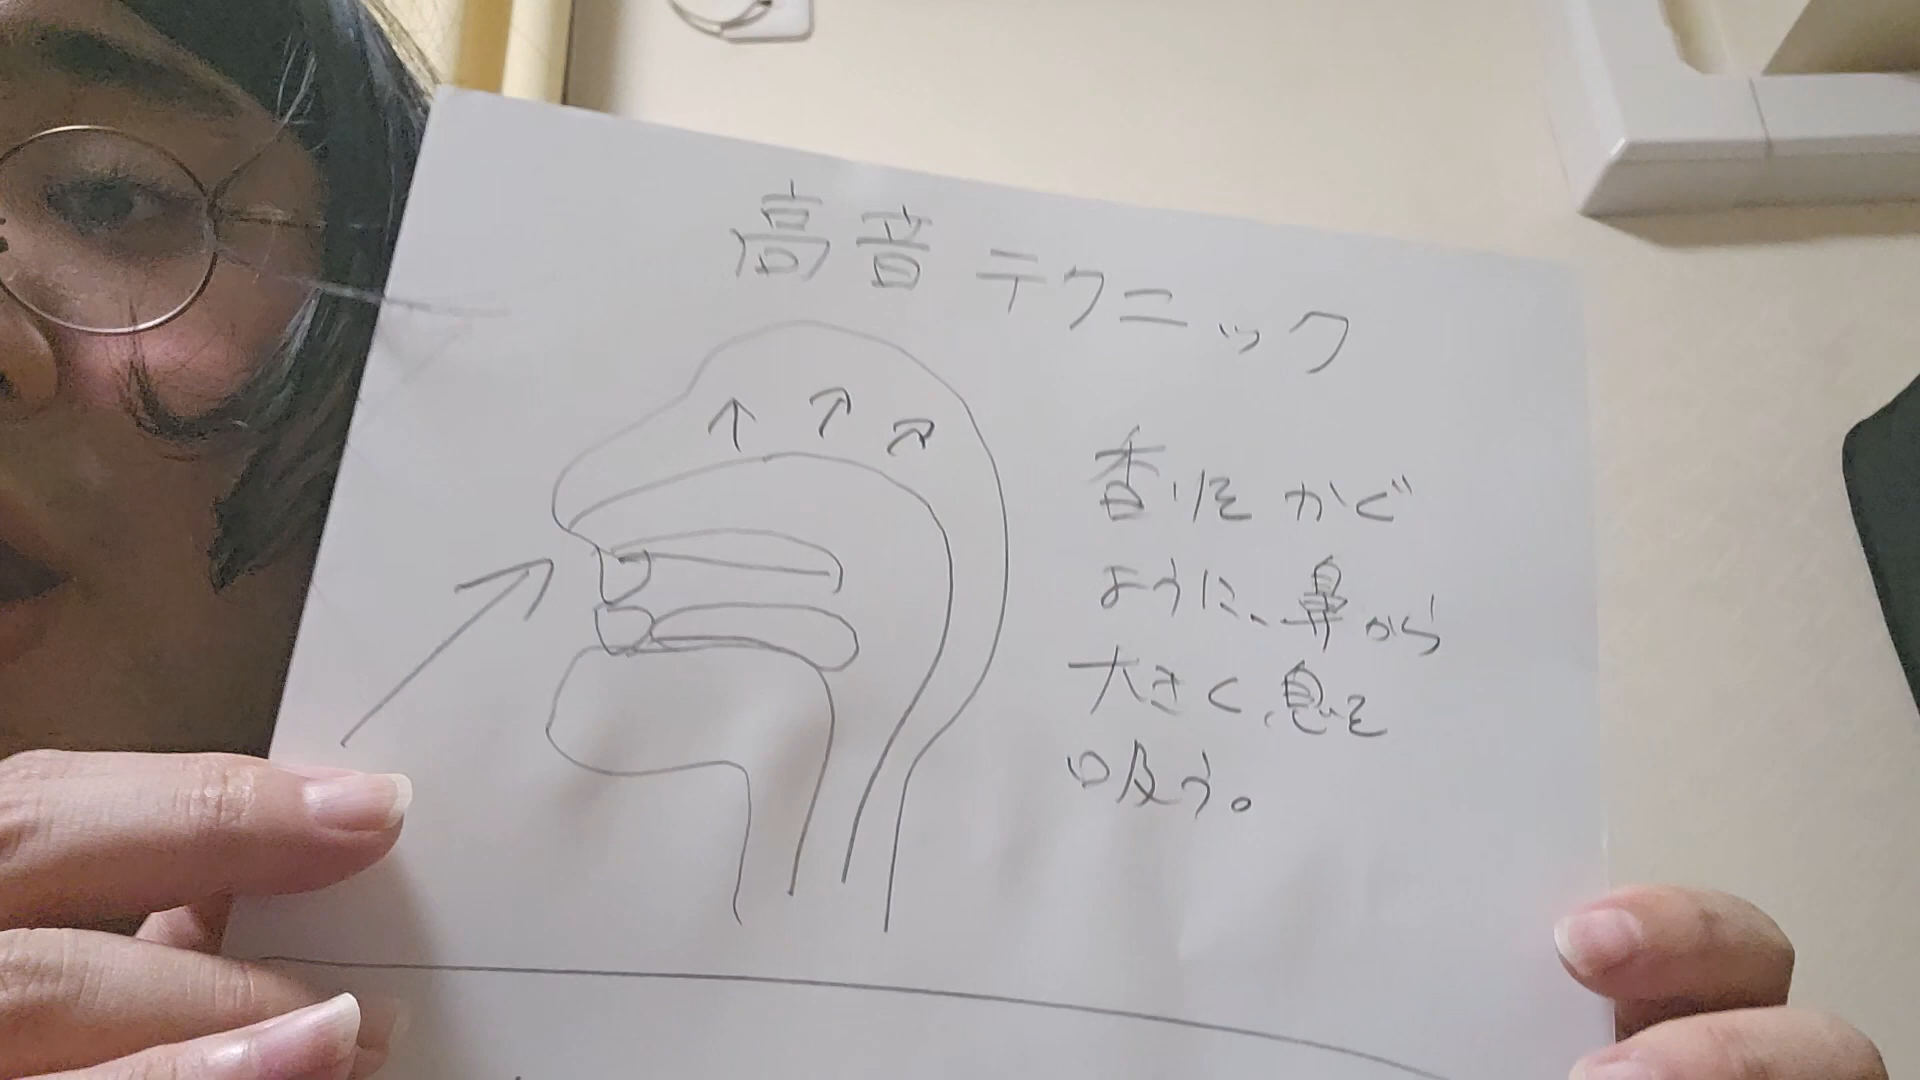 高音テクニック
香りを かぐ
ように、鼻から
大きく、息を
吸う。